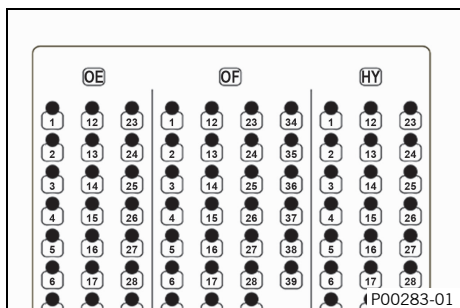 OE OF HY
1 12 23 1 12 23 34 1 12 23
2 13 24 2 13 24 35 2 13 24
3 14 25 3 14 25 36 3 14 25
4 15 26 4 15 26 37 4 15 26
5 16 27 5 16 27 38 5 16 27
6 17 28 6 17 28 39 6 17 28
P00283-01